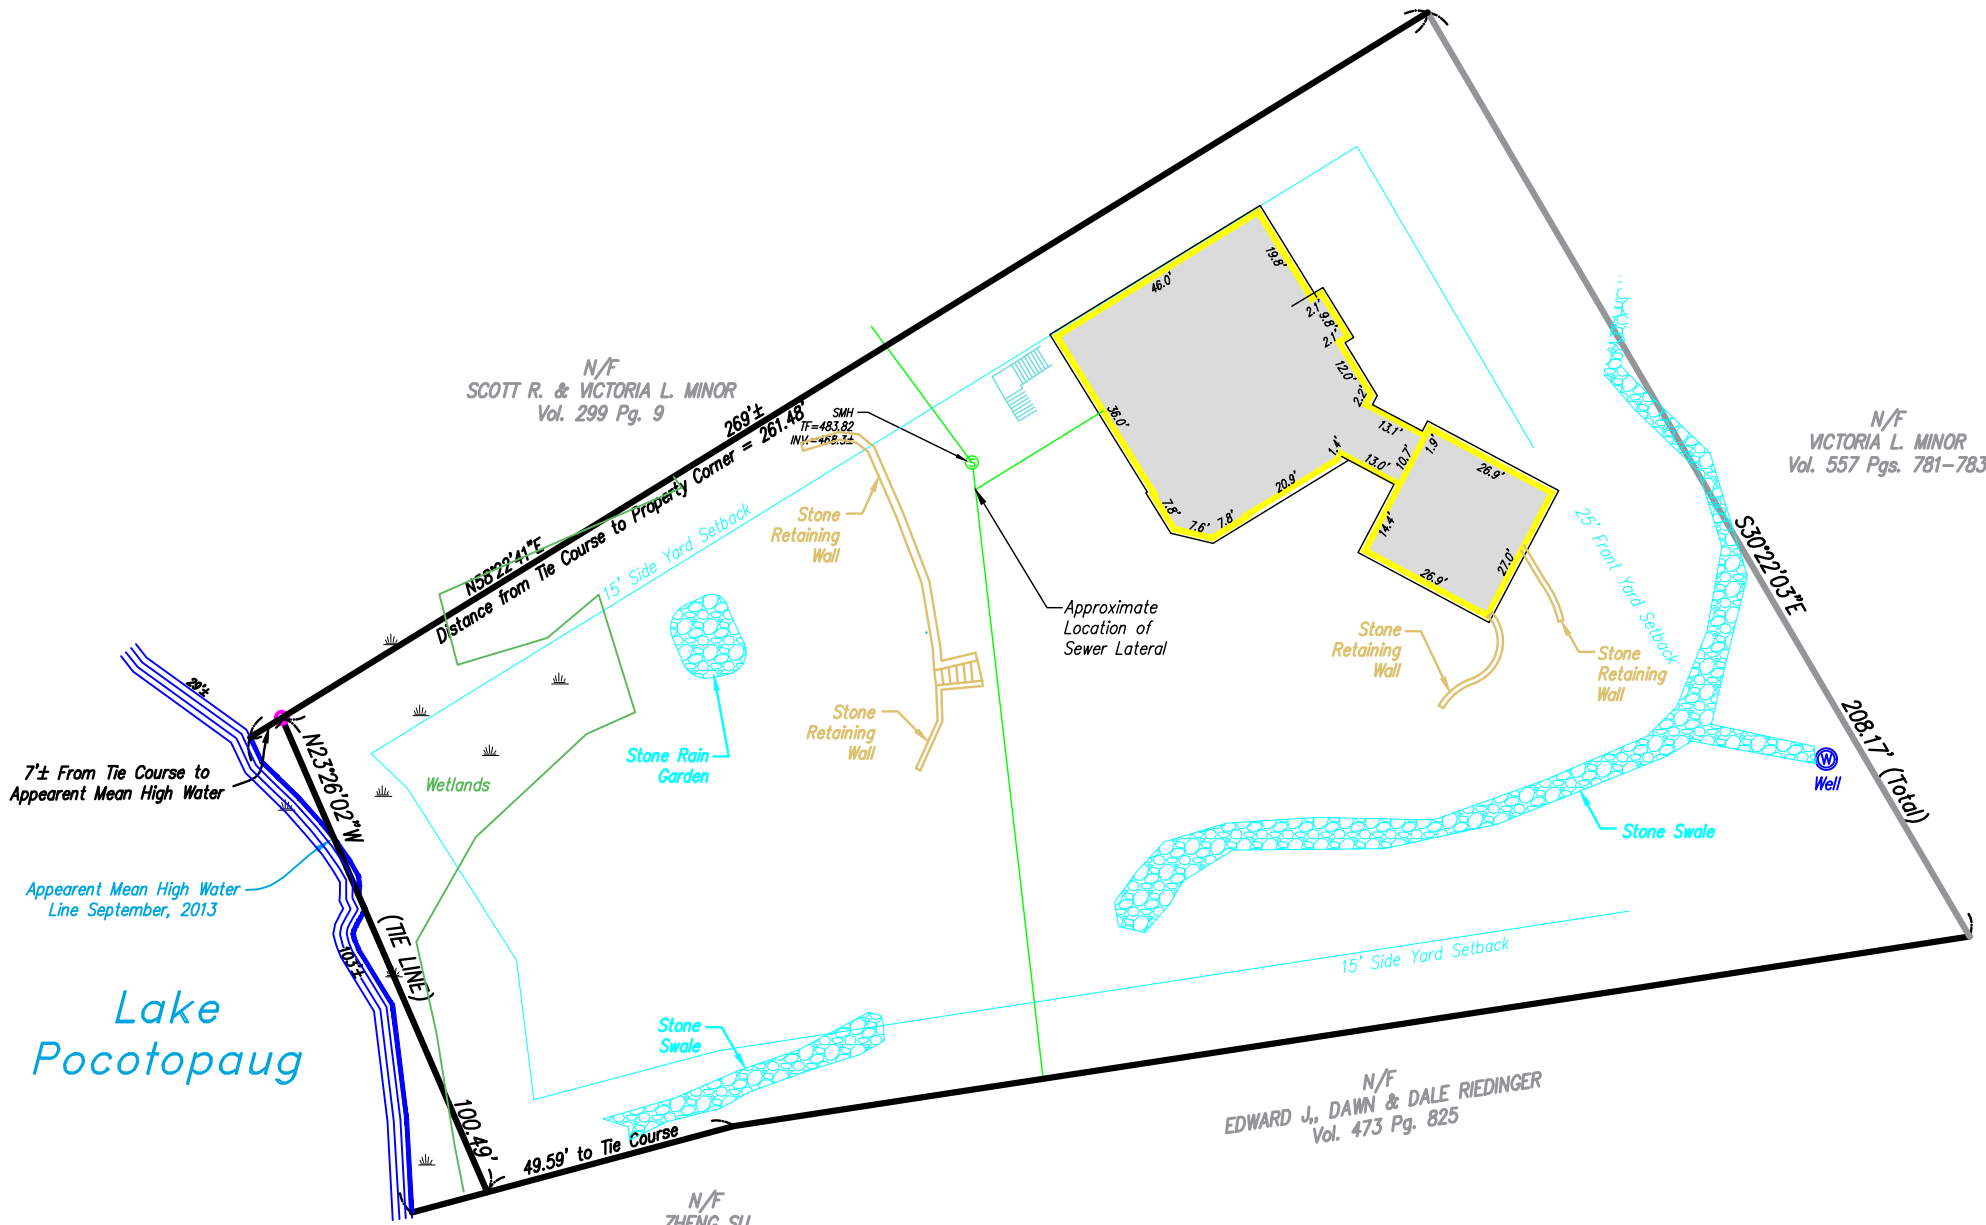 N/F
SCOTT R. & VICTORIA L. MINOR
Vol. 299 Pg. 9
269'±
N58°22'41"E
Distance from Tie Course to Property Corner = 261.48'
15' Side Yard Setback
SMH
TF=483.82
INV.=468.3±
46.0'
19.8'
2.1'
9.8'
2.1'
12.0'
2.2'
13.1'
1.9'
10.7'
26.9'
36.0'
1.4'
13.0'
20.9'
7.8'
7.6'
7.8'
14.4'
26.9'
27.0'
N/F
VICTORIA L. MINOR
Vol. 557 Pgs. 781-783
S30°22'03"E
208.17' (Total)
25' Front Yard Setback
Stone
Retaining
Wall
Approximate
Location of
Sewer Lateral
Stone
Retaining
Wall
Stone
Retaining
Wall
Stone
Retaining
Wall
Stone Rain
Garden
Wetlands
29'±
N23°26'02"W
(TIE LINE)
100.49'
7'± From Tie Course to
Appearent Mean High Water
Appearent Mean High Water
Line September, 2013
103'±
Lake
Pocotopaug
S
W
Well
Stone Swale
15' Side Yard Setback
Stone
Swale
49.59' to Tie Course
N/F
EDWARD J., DAWN & DALE RIEDINGER
Vol. 473 Pg. 825
N/F
ZHENG SU